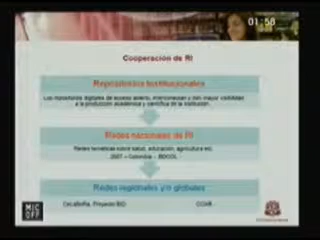 01:58
Cooperación de RI
Repositorios Institucionales
Los repositorios digitales de acceso abierto, interconectan y dan mayor visibilidad
a la producción académica y científica de la institución.
Redes nacionales de RI
Redes temáticas sobre salud, educación, agricultura etc.
2007 – Colombia - BDCOL
Redes regionales y/o globales
Proyecto BID
COAR
MIC
OFF